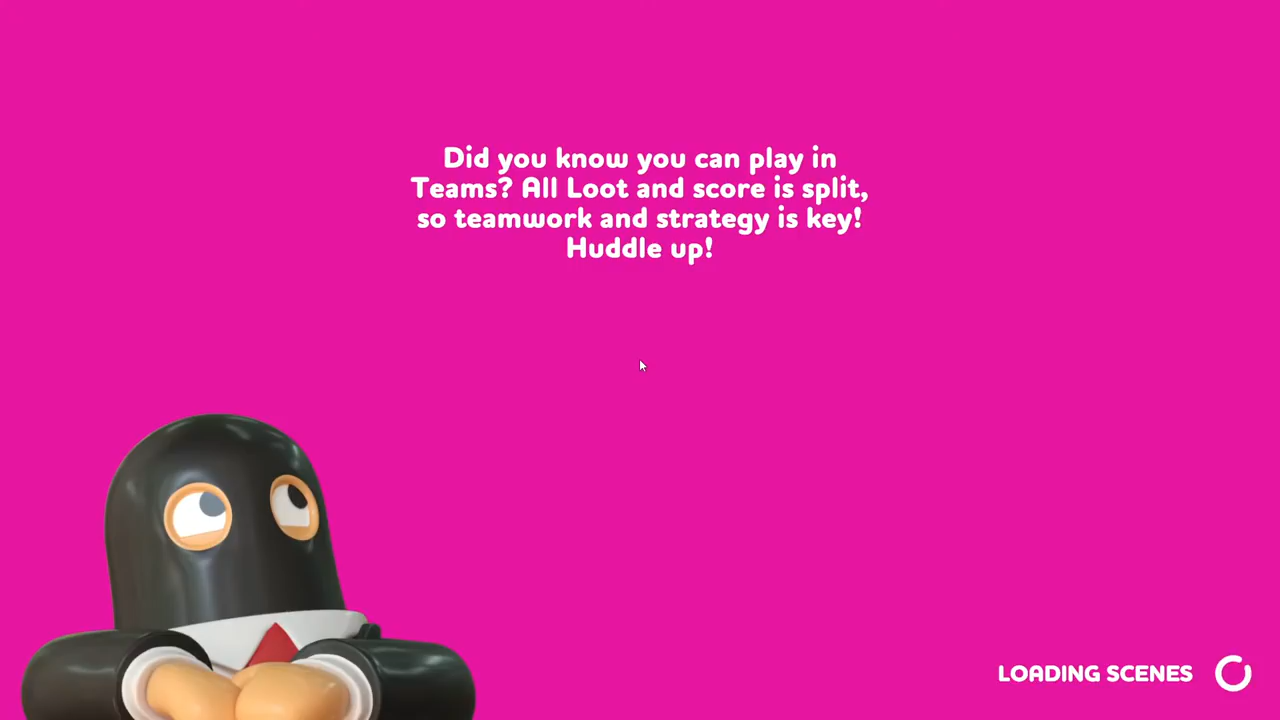 Did you know you can play in
Teams? All Loot and score is split,
so teamwork and strategy is key!
Huddle up!
LOADING SCENES